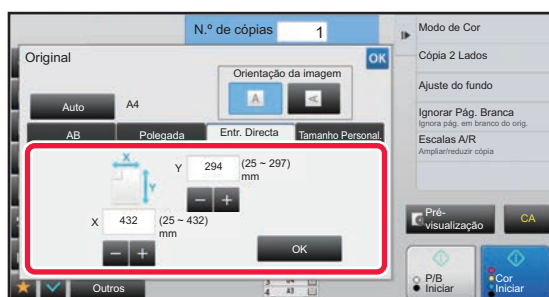 N.º de cópias 1
Original
OK
Orientação da imagem
A A
Auto A4
AB Polegada Entr. Directa Tamanho Personal.
X
Y
Y 294 (25 ~ 297)
mm
X 432 (25 ~ 432)
mm
OK
Outros
A3
Modo de Cor
Cópia 2 Lados
Ajuste do fundo
Ignorar Pág. Branca
Ignora pág. em branco do orig.
Escalas A/R
Ampliar/reduzir cópia
Pré-
visualização
CA
P/B
Iniciar
Cor
Iniciar